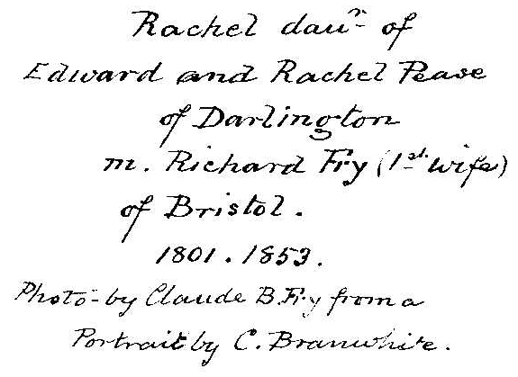 Rachel dauʳ of
Edward and Rachel Pease
of Darlington
m. Richard Fry (1ˢᵗ wife)
of Bristol.
1801. 1853.
Photo- by Claude B. Fry from a
Portrait by C. Branwhite.